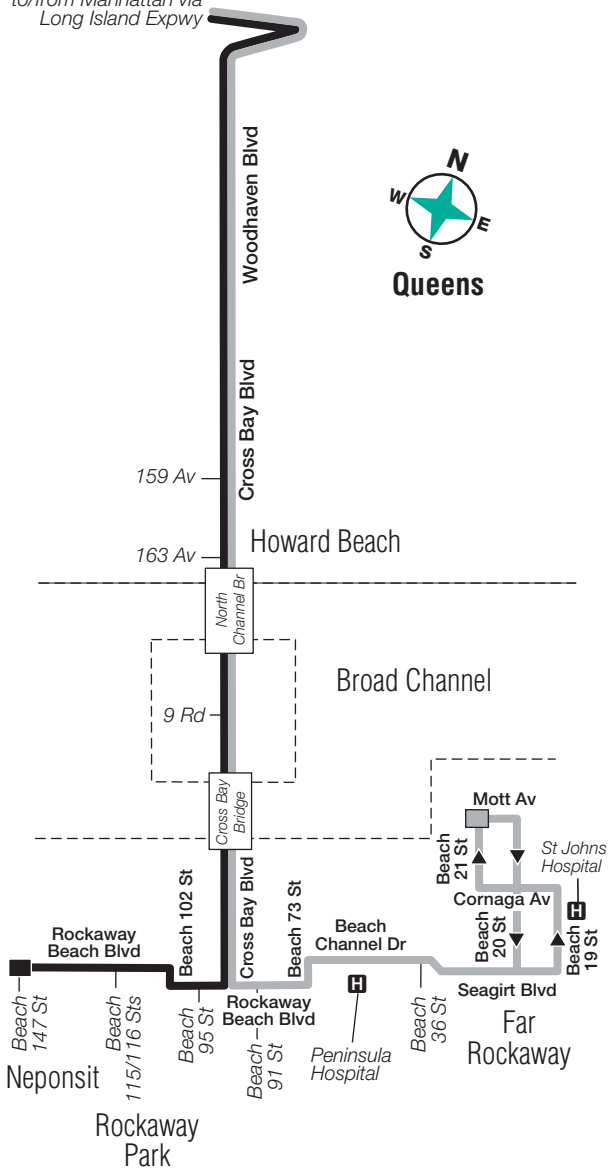 to/from Manhattan via
Long Island Expwy
Woodhaven Blvd
N
W
E
S
Queens
Cross Bay Blvd
159 Av
163 Av
Howard Beach
North
Channel Br
Broad Channel
9 Rd
Cross Bay
Bridge
Mott Av
Beach
21 St
St Johns
Hospital
H
Cornaga Av
Beach 102 St
Cross Bay Blvd
Beach 73 St
Beach
Channel Dr
Beach
20 St
Beach
19 St
Rockaway
Beach Blvd
Rockaway
Beach Blvd
H
Seagirt Blvd
Beach
147 St
Beach
115/116 Sts
Beach
95 St
Beach
91 St
Peninsula
Hospital
Beach
36 St
Far
Rockaway
Neponsit
Rockaway
Park